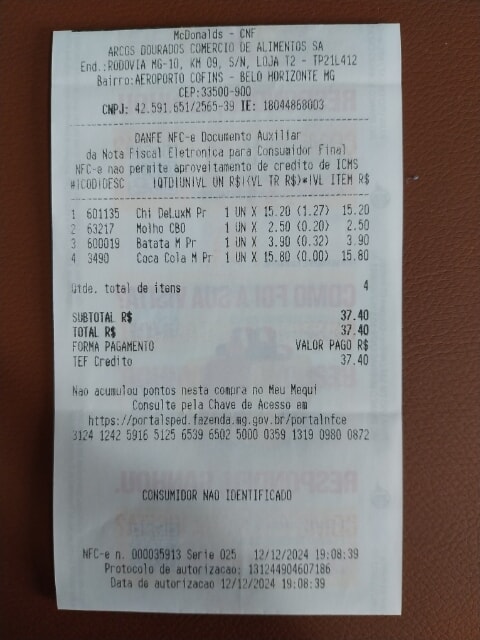 McDonalds - CNF
ARCOS DOURADOS COMERCIO DE ALIMENTOS SA
End.:RODOVIA MG-10, KM 09, S/N, LOJA T2 - TP21L412
Bairro:AEROPORTO COFINS - BELO HORIZONTE MG
CEP:33500-900
CNPJ: 42.591.651/2565-39 IE: 18044868003
DANFE NFC-e Documento Auxiliar
da Nota Fiscal Eletronica para Consumidor Final
NFC-e nao permite aproveitamento de credito de ICMS
#|COD|DESC |QTD|UN|VL UN R$|(VL TR R$)*|VL ITEM R$
1 601135 Chi DeLuxM Pr 1 UN X 15.20 (1.27) 15.20
2 63217 Molho CBO 1 UN X 2.50 (0.20) 2.50
3 600019 Batata M Pr 1 UN X 3.90 (0.32) 3.90
4 3490 Coca Cola M Pr 1 UN X 15.80 (0.00) 15.80
Qtde. total de itens 4
SUBTOTAL R$ 37.40
TOTAL R$ 37.40
FORMA PAGAMENTO VALOR PAGO R$
TEF Credito 37.40
Nao acumulou pontos nesta compra no Meu Mequi
Consulte pela Chave de Acesso em
https://portalsped.fazenda.mg.gov.br/portalnfce
3124 1242 5916 5125 6539 6502 5000 0359 1319 0980 0872
CONSUMIDOR NAO IDENTIFICADO
NFC-e n. 000035913 Serie 025 12/12/2024 19:08:39
Protocolo de autorizacao: 131244904607186
Data de autorizacao 12/12/2024 19:08:39